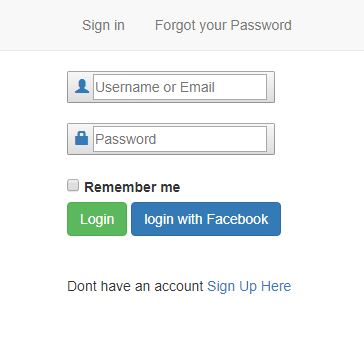 Sign in Forgot your Password
Username or Email
Password
Remember me
Login login with Facebook
Dont have an account Sign Up Here